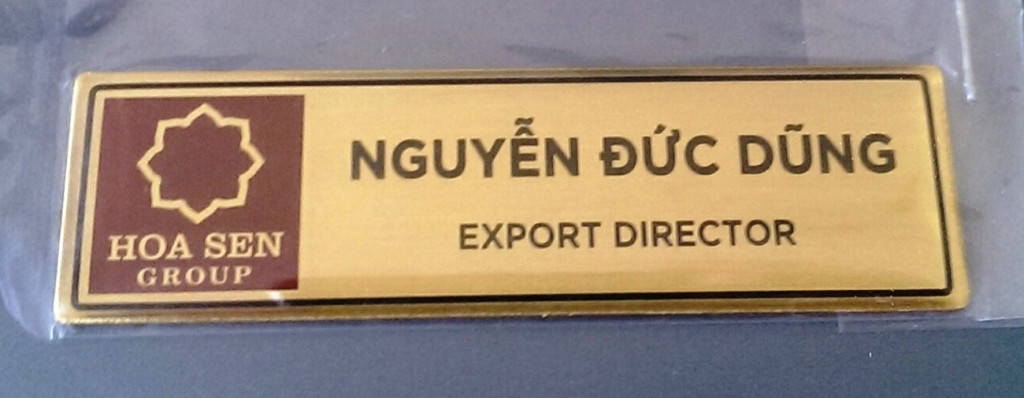 HOA SEN
GROUP
NGUYỄN ĐỨC DŨNG
EXPORT DIRECTOR